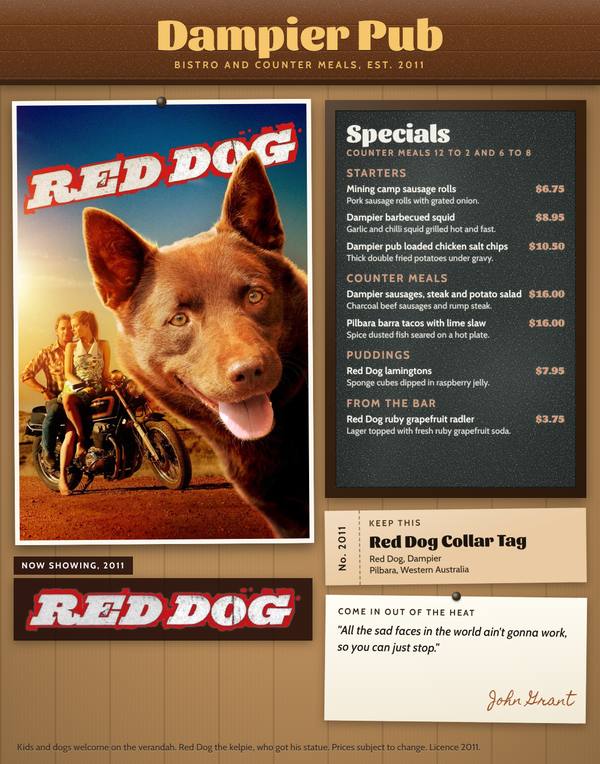 Dampier Pub
BISTRO AND COUNTER MEALS, EST. 2011
RED DOG
NOW SHOWING, 2011
RED DOG
Specials
COUNTER MEALS 12 TO 2 AND 6 TO 8
STARTERS
Mining camp sausage rolls $6.75
Pork sausage rolls with grated onion.
Dampier barbecued squid $8.95
Garlic and chilli squid grilled hot and fast.
Dampier pub loaded chicken salt chips $10.50
Thick double fried potatoes under gravy.
COUNTER MEALS
Dampier sausages, steak and potato salad $16.00
Charcoal beef sausages and rump steak.
Pilbara barra tacos with lime slaw $16.00
Spice dusted fish seared on a hot plate.
PUDDINGS
Red Dog lamingtons $7.95
Sponge cubes dipped in raspberry jelly.
FROM THE BAR
Red Dog ruby grapefruit radler $3.75
Lager topped with fresh ruby grapefruit soda.
No. 2011
KEEP THIS
Red Dog Collar Tag
Red Dog, Dampier
Pilbara, Western Australia
COME IN OUT OF THE HEAT
"All the sad faces in the world ain't gonna work,
so you can just stop."
John Grant
Kids and dogs welcome on the verandah. Red Dog the kelpie, who got his statue. Prices subject to change. Licence 2011.